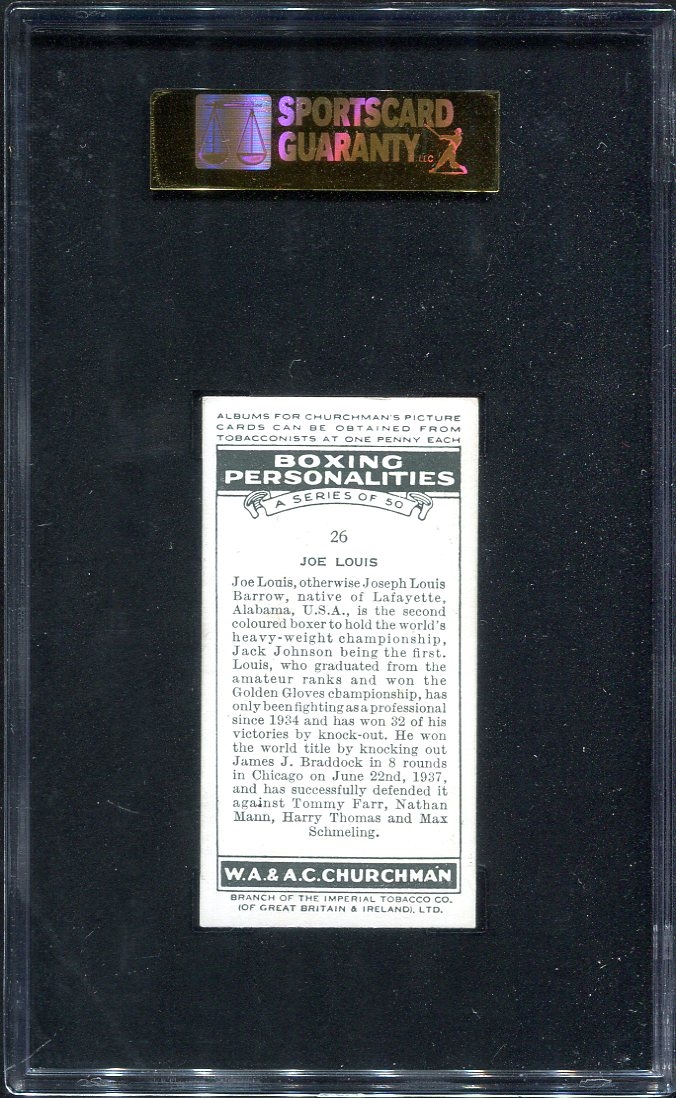 SPORTSCARD
GUARANTY LLC
ALBUMS FOR CHURCHMAN'S PICTURE
CARDS CAN BE OBTAINED FROM
TOBACCONISTS AT ONE PENNY EACH
BOXING
PERSONALITIES
A SERIES OF 50
26
JOE LOUIS
Joe Louis, otherwise Joseph Louis
Barrow, native of Lafayette,
Alabama, U.S.A., is the second
coloured boxer to hold the world's
heavy-weight championship,
Jack Johnson being the first.
Louis, who graduated from the
amateur ranks and won the
Golden Gloves championship, has
only been fighting as a professional
since 1934 and has won 32 of his
victories by knock-out. He won
the world title by knocking out
James J. Braddock in 8 rounds
in Chicago on June 22nd, 1937,
and has successfully defended it
against Tommy Farr, Nathan
Mann, Harry Thomas and Max
Schmeling.
W.A. & A.C. CHURCHMAN
BRANCH OF THE IMPERIAL TOBACCO CO.
(OF GREAT BRITAIN & IRELAND), LTD.